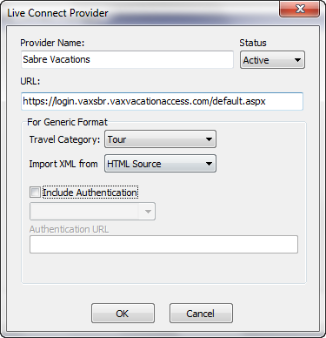 Live Connect Provider
Provider Name: Status
Sabre Vacations Active
URL:
https://login.vaxsbr.vaxvacationaccess.com/default.aspx
For Generic Format
Travel Category: Tour
Import XML from HTML Source
Include Authentication
Authentication URL
OK Cancel